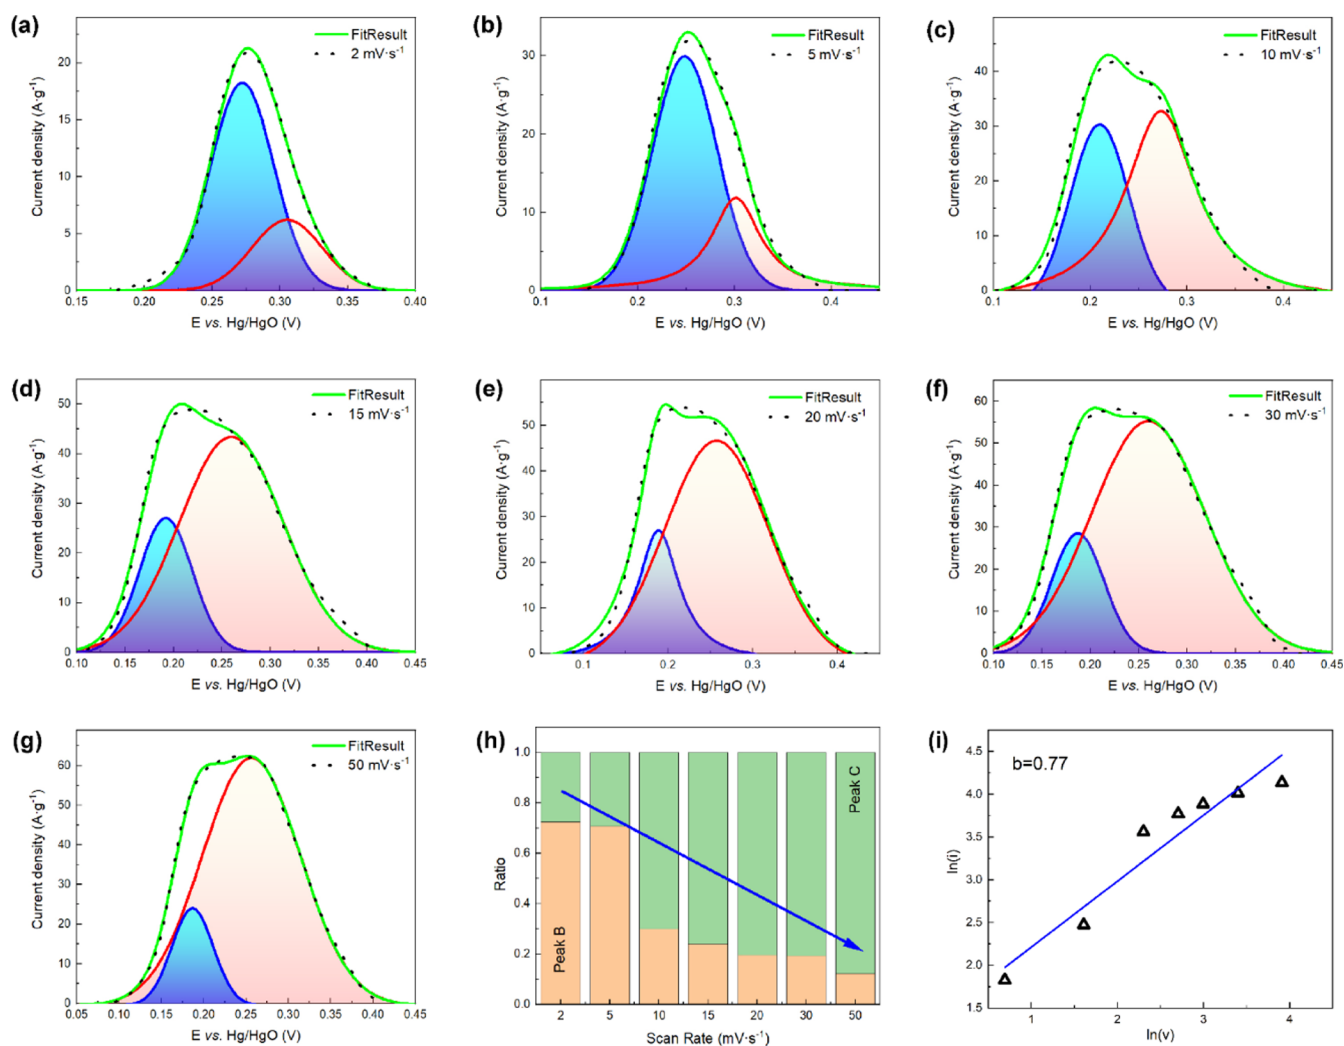 (a)
FitResult
2 mV·s⁻¹
Current density (A·g⁻¹)
20
15
10
5
0
0.15 0.20 0.25 0.30 0.35 0.40
E vs. Hg/HgO (V)
(b)
FitResult
5 mV·s⁻¹
Current density (A·g⁻¹)
30
20
10
0
0.1 0.2 0.3 0.4
E vs. Hg/HgO (V)
(c)
FitResult
10 mV·s⁻¹
Current density (A·g⁻¹)
40
30
20
10
0
0.1 0.2 0.3 0.4
E vs. Hg/HgO (V)
(d)
FitResult
15 mV·s⁻¹
Current density (A·g⁻¹)
50
40
30
20
10
0
0.10 0.15 0.20 0.25 0.30 0.35 0.40 0.45
E vs. Hg/HgO (V)
(e)
FitResult
20 mV·s⁻¹
Current density (A·g⁻¹)
50
40
30
20
10
0
0.1 0.2 0.3 0.4
E vs. Hg/HgO (V)
(f)
FitResult
30 mV·s⁻¹
Current density (A·g⁻¹)
60
50
40
30
20
10
0
0.10 0.15 0.20 0.25 0.30 0.35 0.40 0.45
E vs. Hg/HgO (V)
(g)
FitResult
50 mV·s⁻¹
Current density (A·g⁻¹)
60
50
40
30
20
10
0
0.05 0.10 0.15 0.20 0.25 0.30 0.35 0.40 0.45
E vs. Hg/HgO (V)
(h)
Ratio
1.0
0.8
0.6
0.4
0.2
0.0
Peak B
Peak C
2 5 10 15 20 30 50
Scan Rate (mV·s⁻¹)
(i)
b=0.77
ln(i)
4.5
4.0
3.5
3.0
2.5
2.0
1.5
1 2 3 4
ln(v)